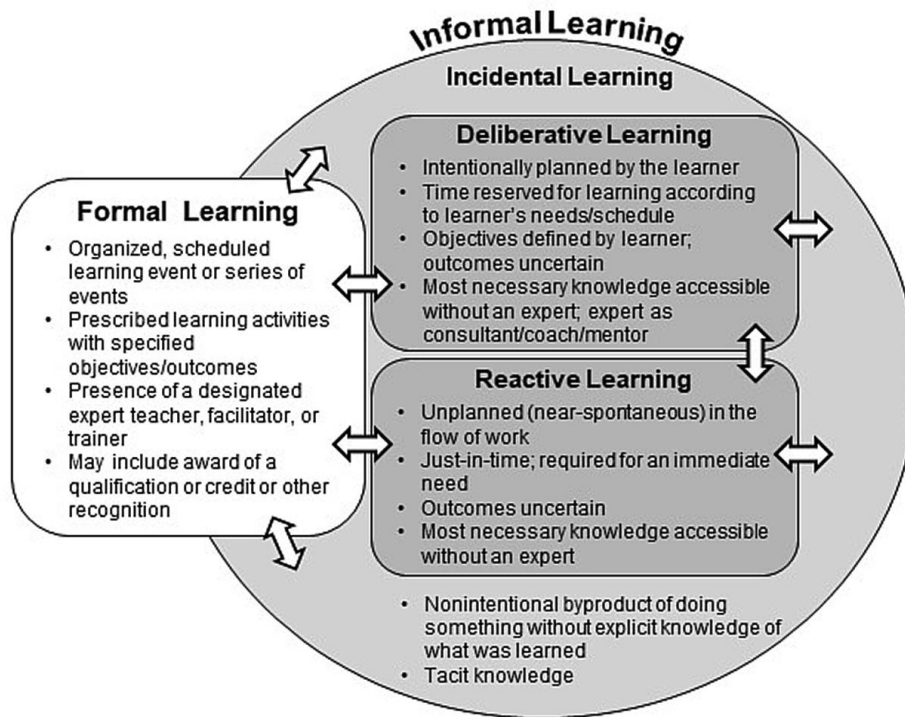 Informal Learning
Incidental Learning
Deliberative Learning
• Intentionally planned by the learner
• Time reserved for learning according
to learner's needs/schedule
• Objectives defined by learner;
outcomes uncertain
• Most necessary knowledge accessible
without an expert; expert as
consultant/coach/mentor
Formal Learning
• Organized, scheduled
learning event or series of
events
• Prescribed learning activities
with specified
objectives/outcomes
• Presence of a designated
expert teacher, facilitator, or
trainer
• May include award of a
qualification or credit or other
recognition
Reactive Learning
• Unplanned (near-spontaneous) in the
flow of work
• Just-in-time; required for an immediate
need
• Outcomes uncertain
• Most necessary knowledge accessible
without an expert
• Nonintentional byproduct of doing
something without explicit knowledge of
what was learned
• Tacit knowledge